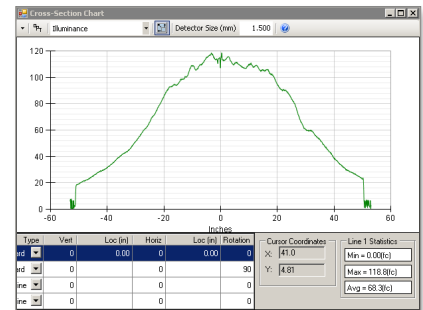 Cross-Section Chart
Illuminance Detector Size (mm) 1.500
120
100
80
60
40
20
0
-60 -40 -20 0 20 40 60
Inches
Type Vert Loc (in) Horiz Loc (in) Rotation
ard 0 0.00 0 0.00 0
ard 0 0 90
ine 0 0
ine 0 0
Cursor Coordinates
X: 41.0
Y: 4.81
Line 1 Statistics
Min = 0.00(fc)
Max = 118.8(fc)
Avg = 68.3(fc)